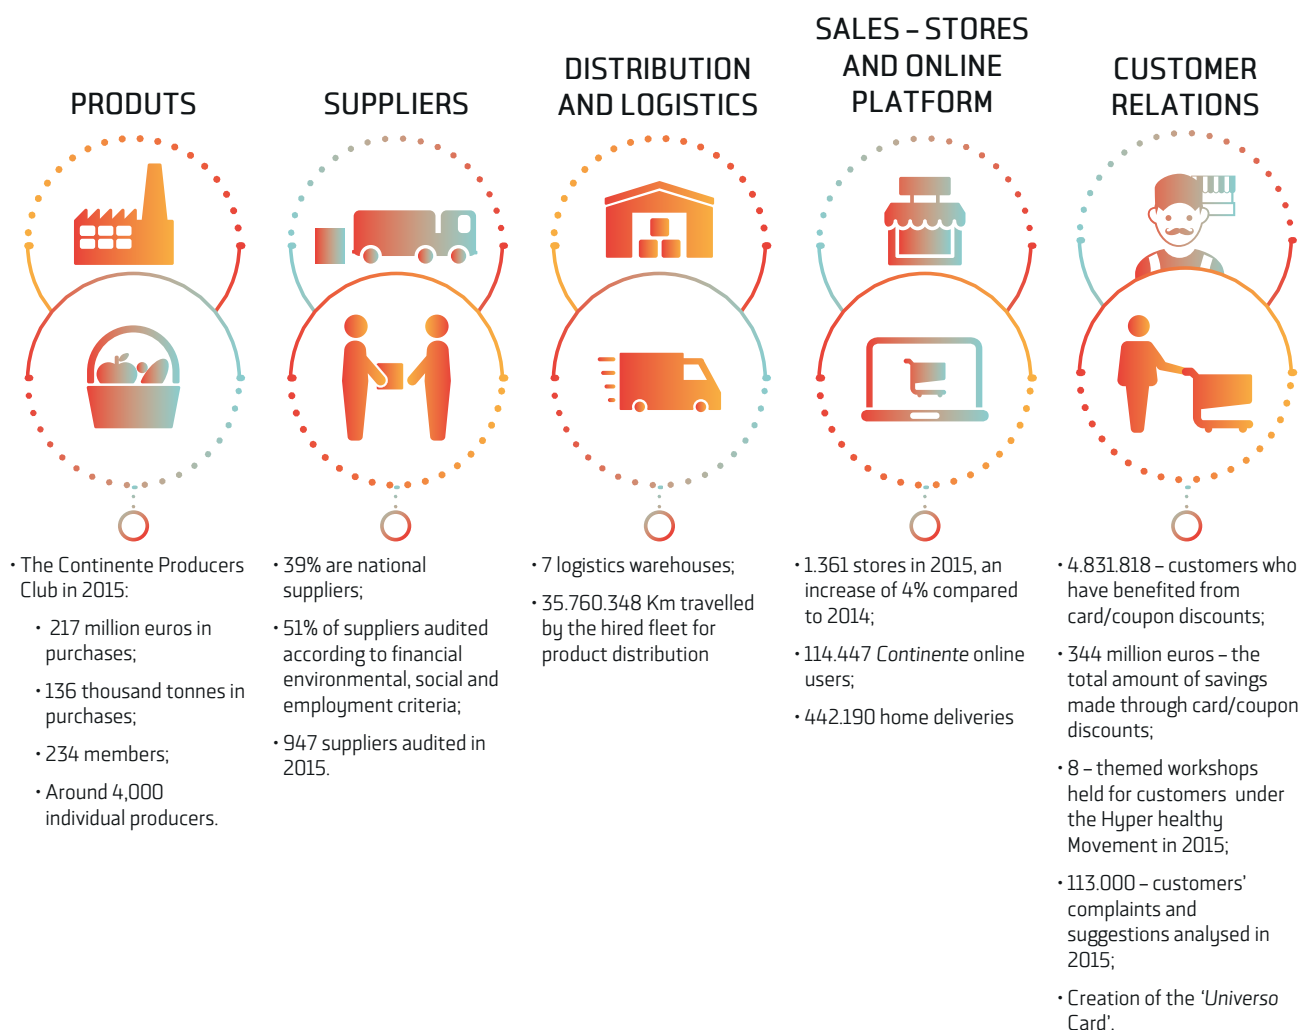 PRODUTS
• The Continente Producers
Club in 2015:
• 217 million euros in
purchases;
• 136 thousand tonnes in
purchases;
• 234 members;
• Around 4,000
individual producers.
SUPPLIERS
• 39% are national
suppliers;
• 51% of suppliers audited
according to financial
environmental, social and
employment criteria;
• 947 suppliers audited in
2015.
DISTRIBUTION
AND LOGISTICS
• 7 logistics warehouses;
• 35.760.348 Km travelled
by the hired fleet for
product distribution
SALES – STORES
AND ONLINE
PLATFORM
• 1.361 stores in 2015, an
increase of 4% compared
to 2014;
• 114.447 Continente online
users;
• 442.190 home deliveries
CUSTOMER
RELATIONS
• 4.831.818 – customers who
have benefited from
card/coupon discounts;
• 344 million euros – the
total amount of savings
made through card/coupon
discounts;
• 8 – themed workshops
held for customers under
the Hyper healthy
Movement in 2015;
• 113.000 – customers’
complaints and
suggestions analysed in
2015;
• Creation of the ‘Universo
Card’.